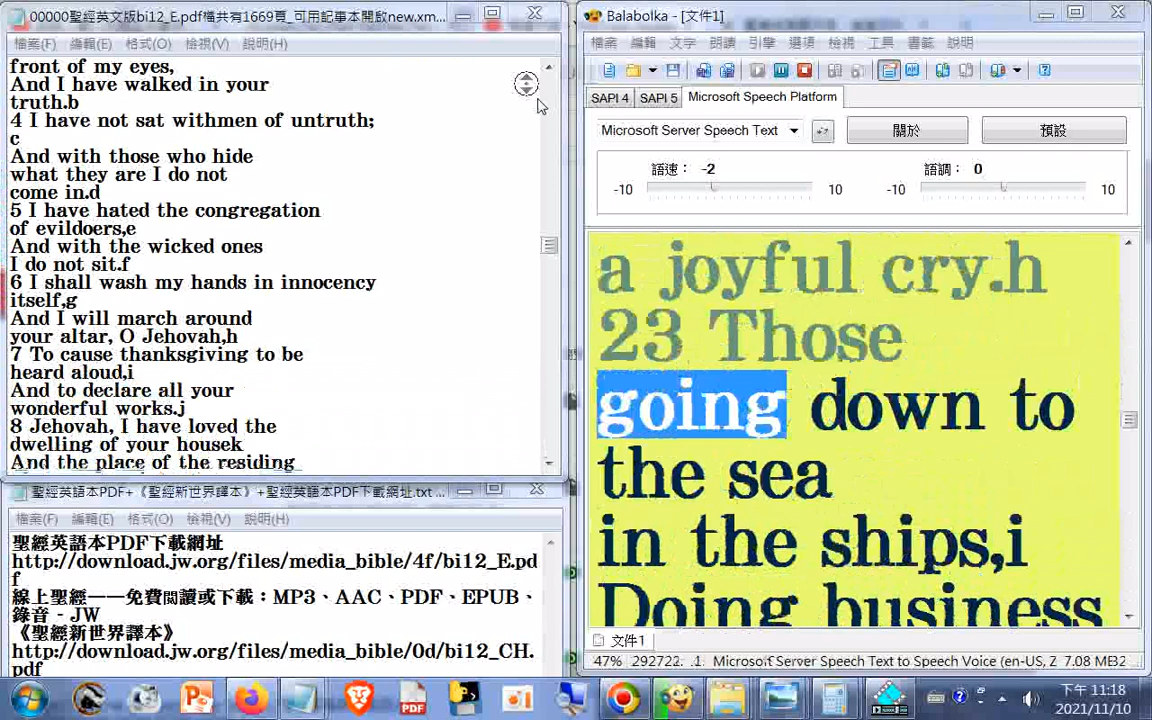 00000聖經英文版bi12_E.pdf檔共有1669頁_可用記事本開啟new.xm...
檔案(F) 編輯(E) 格式(O) 檢視(V) 說明(H)
front of my eyes,
And I have walked in your
truth.b
4 I have not sat withmen of untruth;
c
And with those who hide
what they are I do not
come in.d
5 I have hated the congregation
of evildoers,e
And with the wicked ones
I do not sit.f
6 I shall wash my hands in innocency
itself,g
And I will march around
your altar, O Jehovah,h
7 To cause thanksgiving to be
heard aloud,i
And to declare all your
wonderful works.j
8 Jehovah, I have loved the
dwelling of your housek
And the place of the residing
聖經英語本PDF+《聖經新世界譯本》+聖經英語本PDF下載網址.txt ...
檔案(F) 編輯(E) 格式(O) 檢視(V) 說明(H)
聖經英語本PDF下載網址
http://download.jw.org/files/media_bible/4f/bi12_E.pd
f
線上聖經——免費閱讀或下載：MP3、AAC、PDF、EPUB、
錄音 - JW
《聖經新世界譯本》
http://download.jw.org/files/media_bible/0d/bi12_CH.
pdf
Balabolka - [文件1]
檔案 編輯 文字 朗讀 引擎 選項 檢視 工具 書籤 說明
SAPI 4 SAPI 5 Microsoft Speech Platform
Microsoft Server Speech Text 關於 預設
語速： -2 語調： 0
-10 10 -10 10
a joyful cry.h
23 Those
going down to
the sea
in the ships,i
Doing business
文件1
47% 292722. .1. Microsoft Server Speech Text to Speech Voice (en-US, Z 7.08 MB2
下午 11:18
2021/11/10